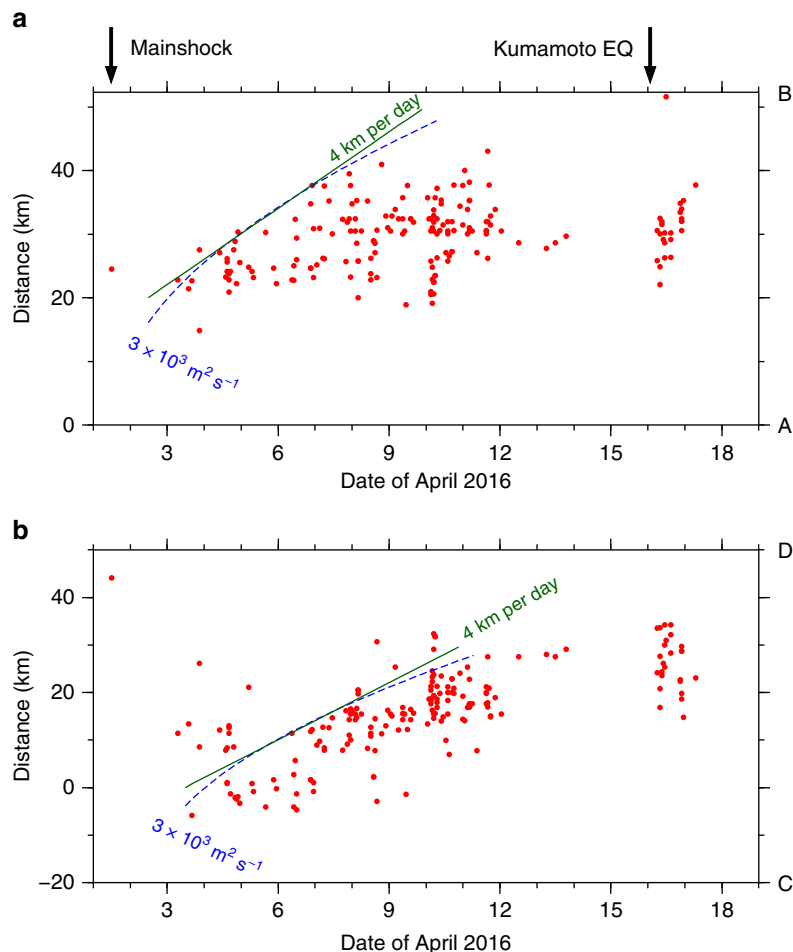 a
Mainshock
Kumamoto EQ
B
4 km per day
40
Distance (km)
20
3 × 10³ m² s⁻¹
0
A
3 6 9 12 15 18
Date of April 2016
b
D
4 km per day
40
Distance (km)
20
0
3 × 10³ m² s⁻¹
−20
C
3 6 9 12 15 18
Date of April 2016